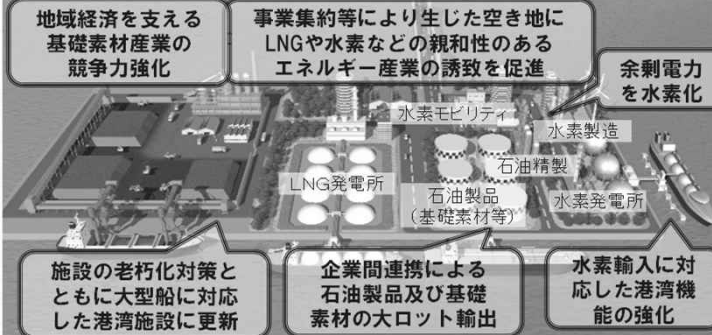 地域経済を支える
基礎素材産業の
競争力強化
事業集約等により生じた空き地に
LNGや水素などの親和性のある
エネルギー産業の誘致を促進
余剰電力
を水素化
水素モビリティ
水素製造
石油精製
LNG発電所
石油製品
(基礎素材等)
水素発電所
施設の老朽化対策と
ともに大型船に対応
した港湾施設に更新
企業間連携による
石油製品及び基礎
素材の大ロット輸出
水素輸入に対
応した港湾機
能の強化